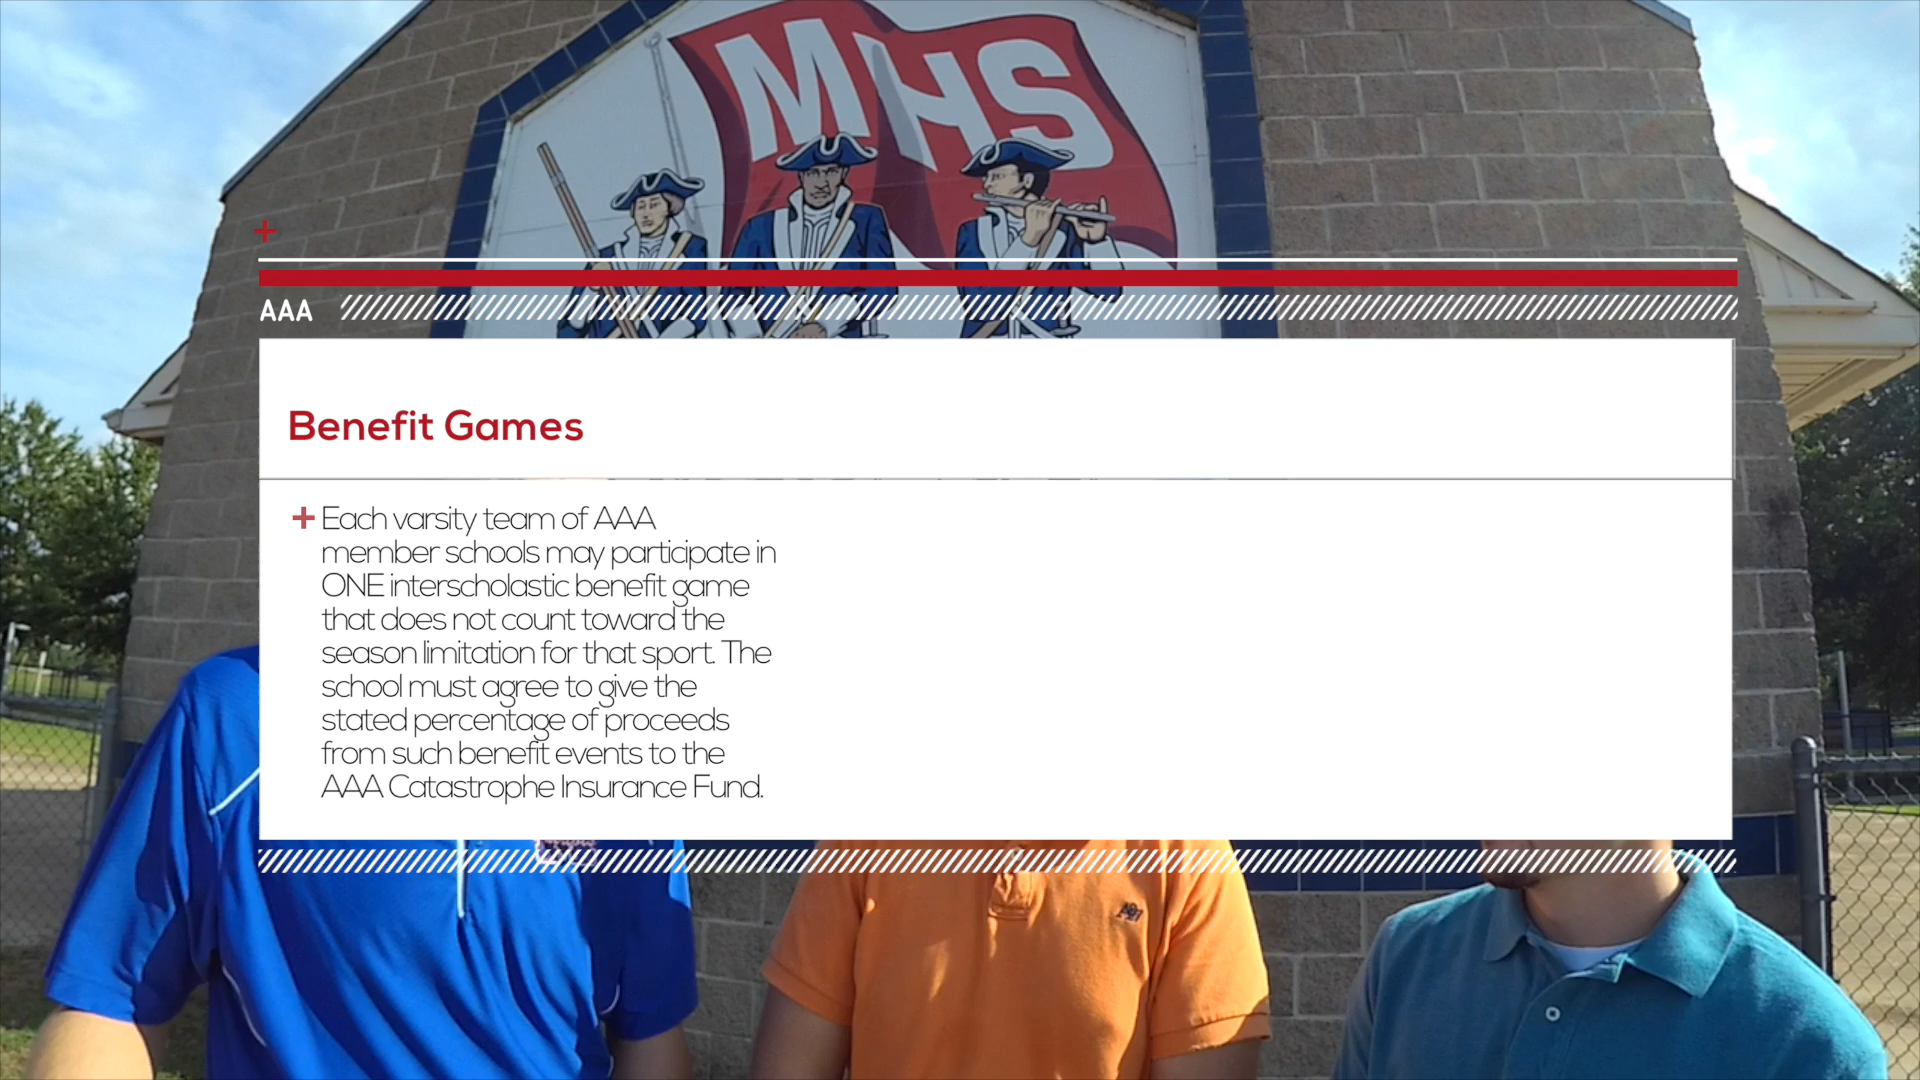 MHS
AAA
Benefit Games
Each varsity team of AAA
member schools may participate in
ONE interscholastic benefit game
that does not count toward the
season limitation for that sport. The
school must agree to give the
stated percentage of proceeds
from such benefit events to the
AAA Catastrophe Insurance Fund.